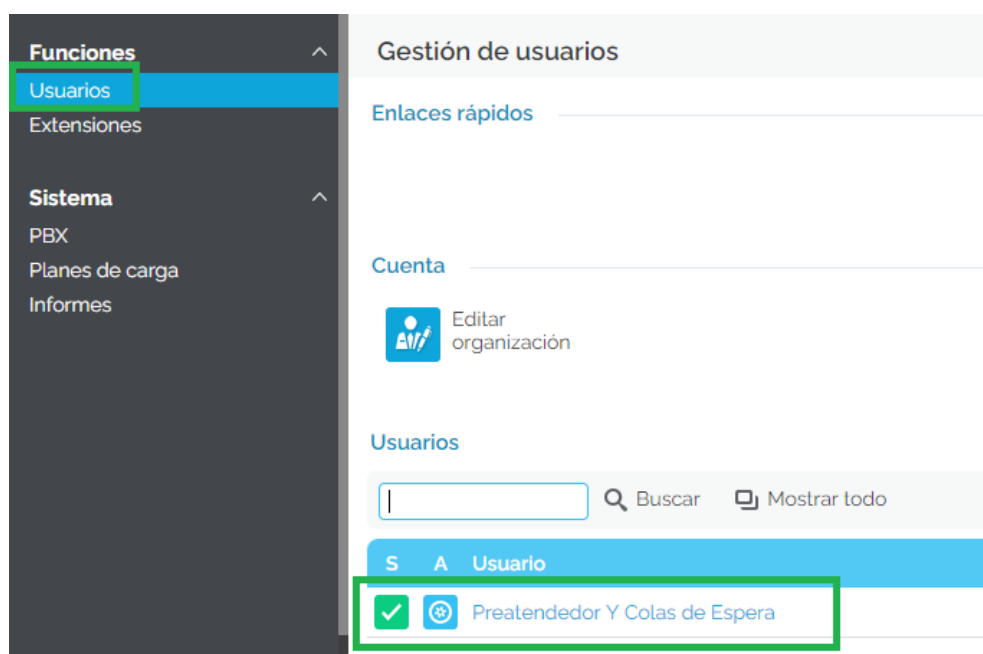 Funciones
Usuarios
Extensiones
Sistema
PBX
Planes de carga
Informes
Gestión de usuarios
Enlaces rápidos
Cuenta
Editar
organización
Usuarios
Buscar Mostrar todo
S A Usuario
Preatendedor Y Colas de Espera